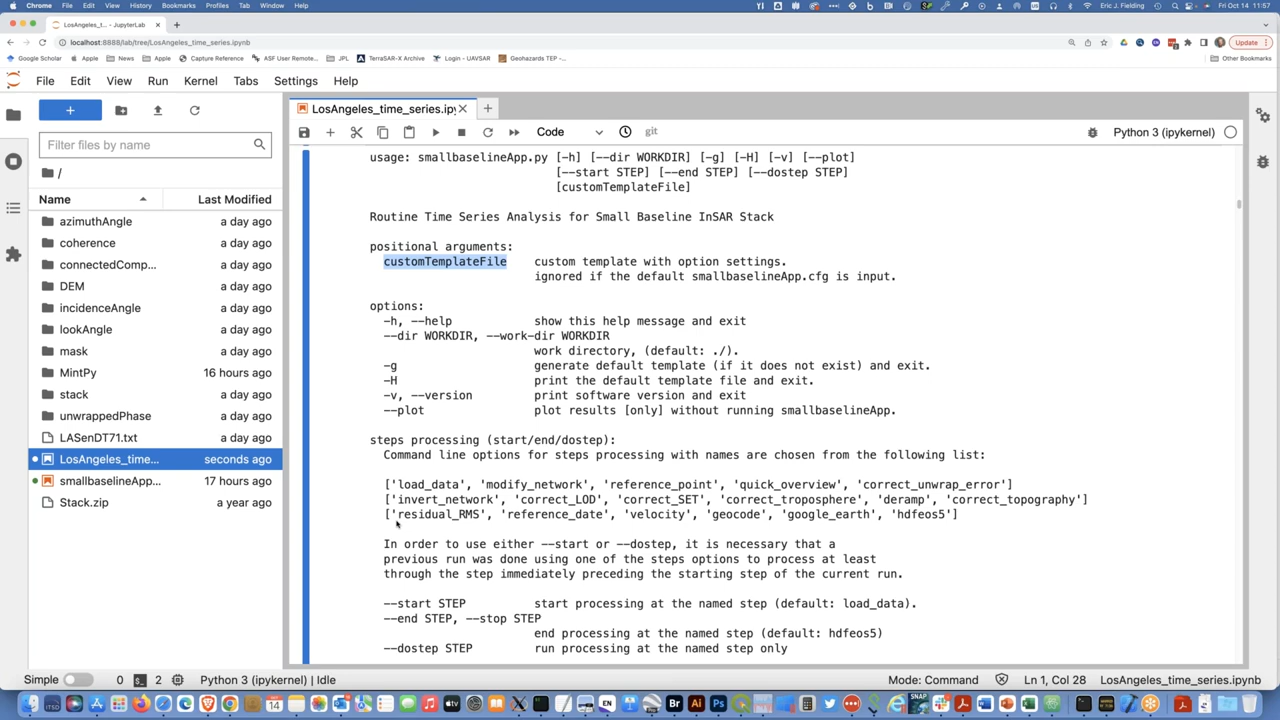 Chrome File Edit View History Bookmarks Profiles Tab Window Help Eric J. Fielding Fri Oct 14 11:57
LosAngeles_t... - JupyterLab
localhost:8888/lab/tree/LosAngeles_time_series.ipynb Update
Google Scholar Apple News Apple Capture Reference ASF User Remote... JPL TerraSAR-X Archive Login - UAVSAR Geohazards TEP -... Other Bookmarks
File Edit View Run Kernel Tabs Settings Help
LosAngeles_time_series.ipy
Filter files by name
Code git Python 3 (ipykernel)
/
Name Last Modified
azimuthAngle a day ago
coherence a day ago
connectedComp... a day ago
DEM a day ago
incidenceAngle a day ago
lookAngle a day ago
mask a day ago
MintPy 16 hours ago
stack a day ago
unwrappedPhase a day ago
LASenDT71.txt a day ago
LosAngeles_time... seconds ago
smallbaselineApp... 17 hours ago
Stack.zip a year ago
usage: smallbaselineApp.py [-h] [--dir WORKDIR] [-g] [-H] [-v] [--plot]
[--start STEP] [--end STEP] [--dostep STEP]
[customTemplateFile]
Routine Time Series Analysis for Small Baseline InSAR Stack
positional arguments:
customTemplateFile custom template with option settings.
ignored if the default smallbaselineApp.cfg is input.
options:
-h, --help show this help message and exit
--dir WORKDIR, --work-dir WORKDIR
work directory, (default: ./).
-g generate default template (if it does not exist) and exit.
-H print the default template file and exit.
-v, --version print software version and exit
--plot plot results [only] without running smallbaselineApp.
steps processing (start/end/dostep):
Command line options for steps processing with names are chosen from the following list:
['load_data', 'modify_network', 'reference_point', 'quick_overview', 'correct_unwrap_error']
['invert_network', 'correct_LOD', 'correct_SET', 'correct_troposphere', 'deramp', 'correct_topography']
['residual_RMS', 'reference_date', 'velocity', 'geocode', 'google_earth', 'hdfeos5']
In order to use either --start or --dostep, it is necessary that a
previous run was done using one of the steps options to process at least
through the step immediately preceding the starting step of the current run.
--start STEP start processing at the named step (default: load_data).
--end STEP, --stop STEP
end processing at the named step (default: hdfeos5)
--dostep STEP run processing at the named step only
Simple 0 2 Python 3 (ipykernel) | Idle Mode: Command Ln 1, Col 28 LosAngeles_time_series.ipynb